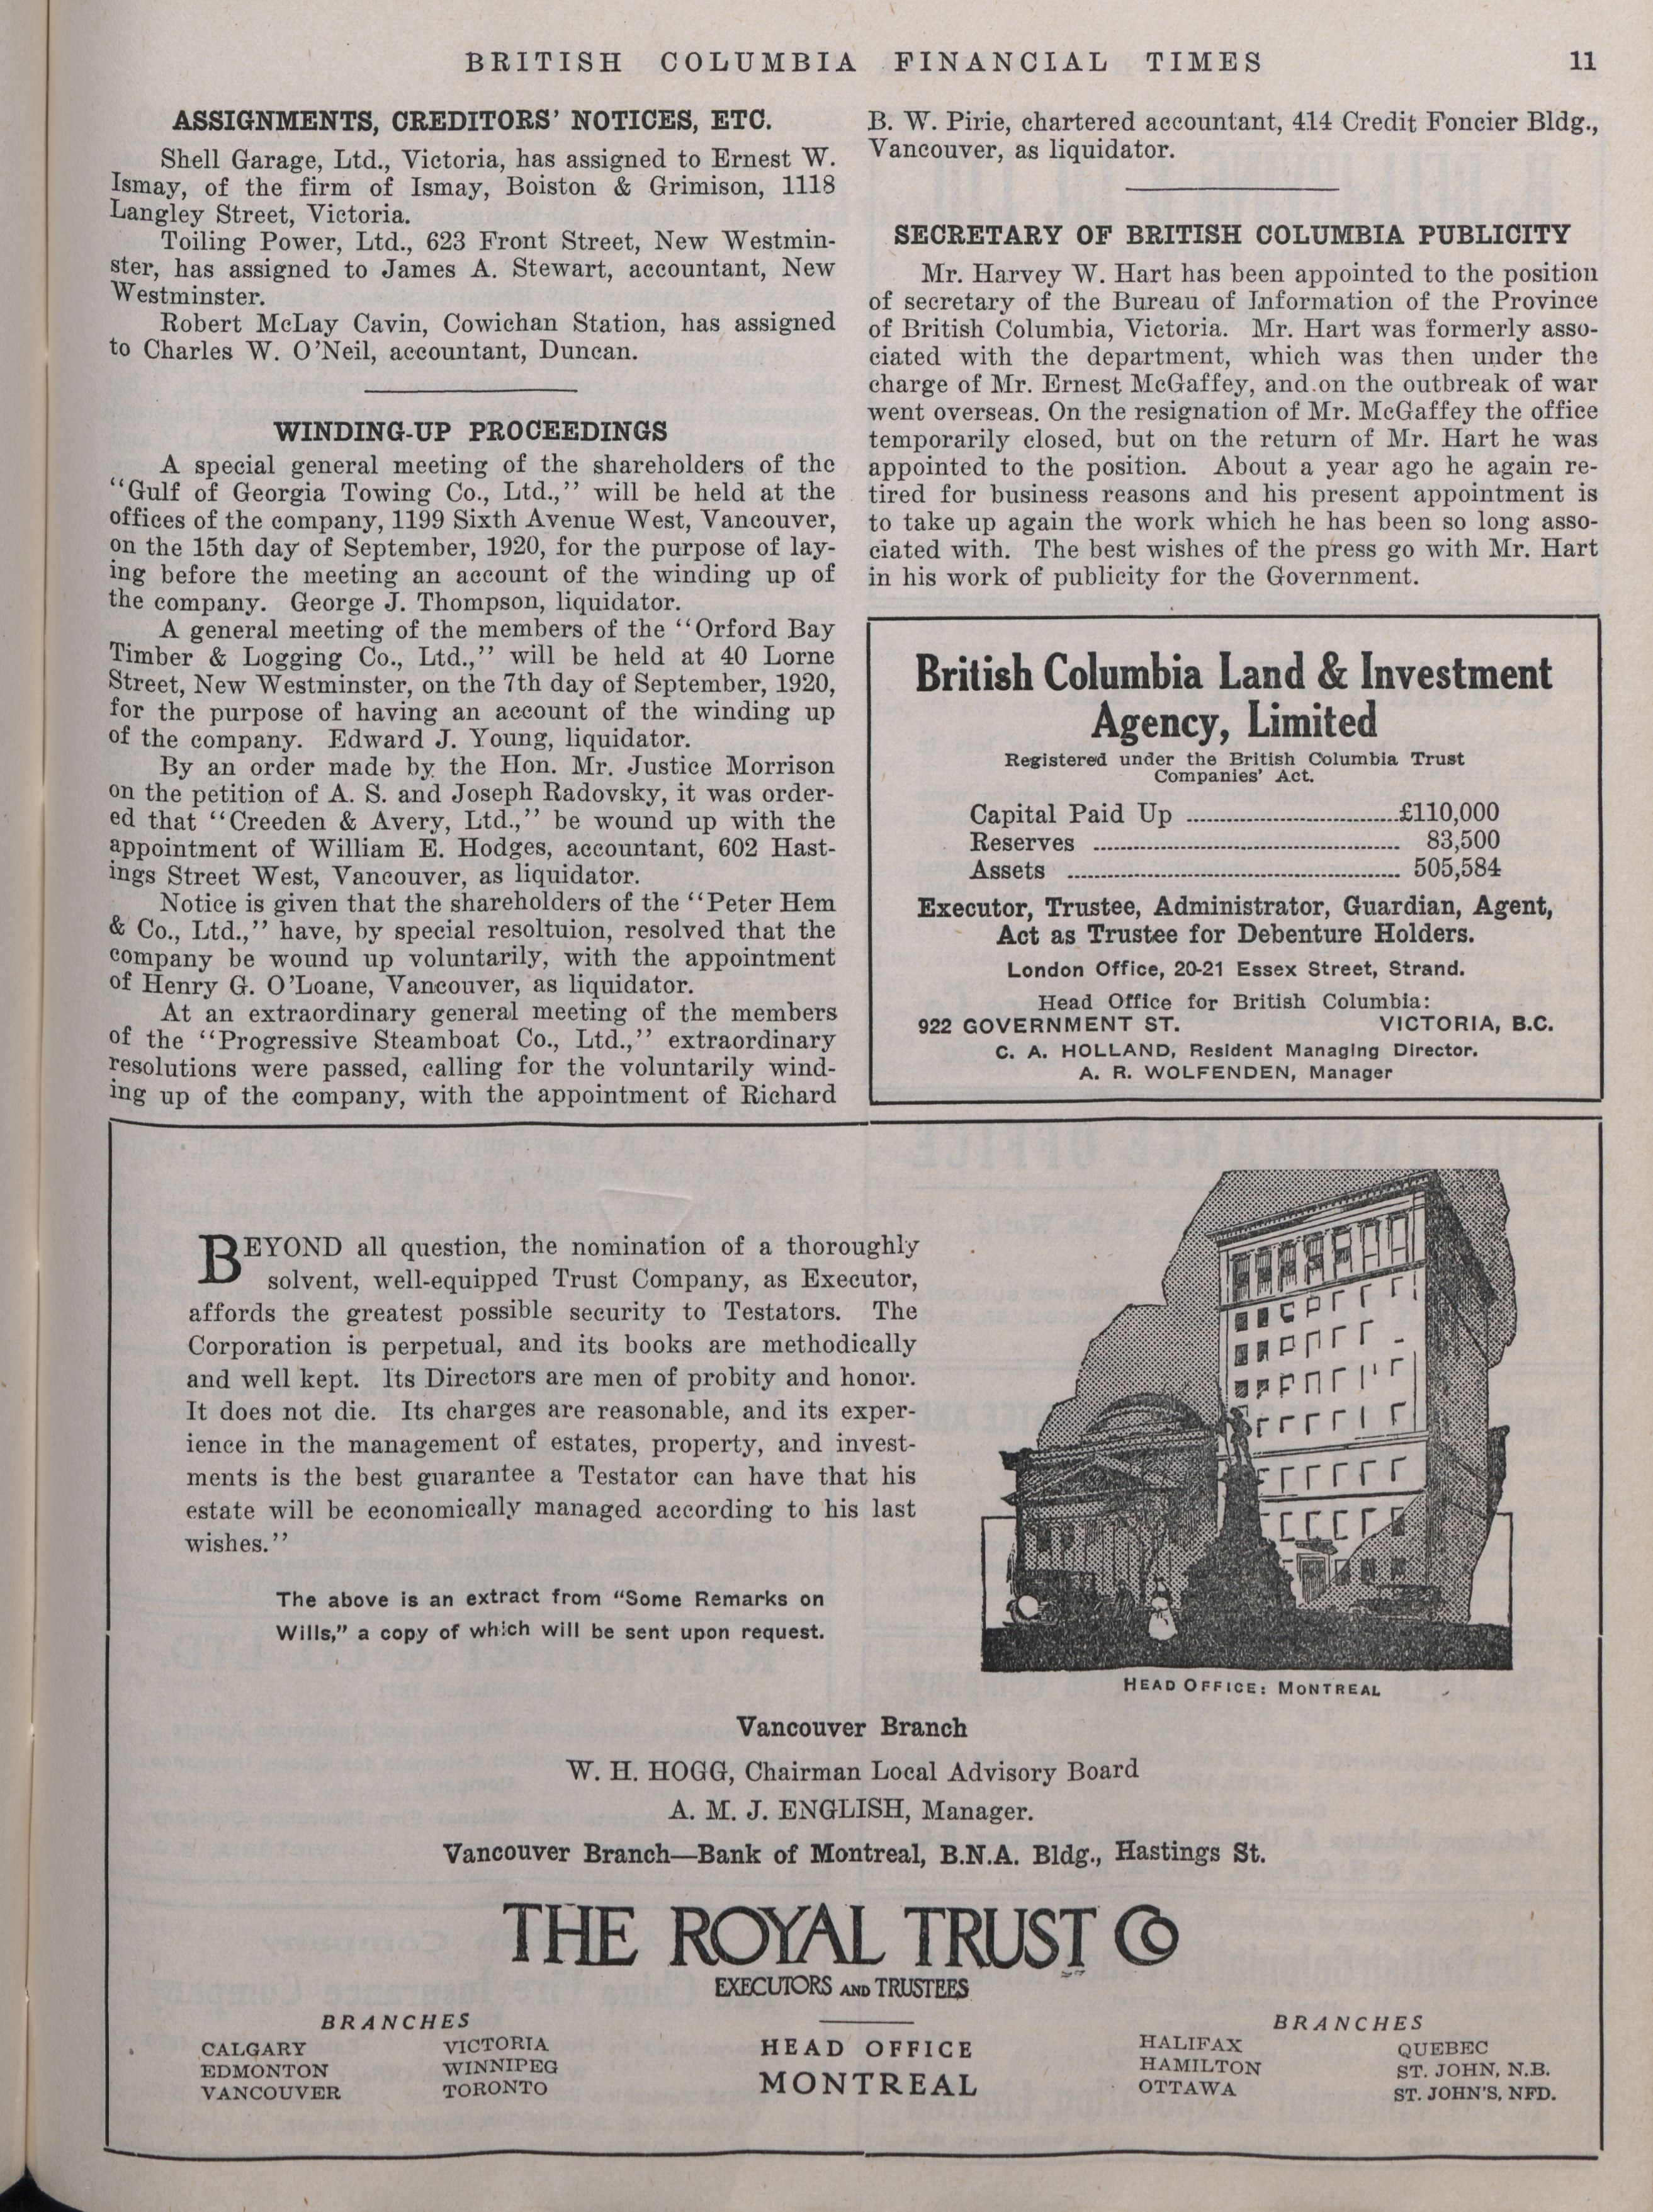 BRITISH COLUMBIA FINANCIAL TIMES 11
ASSIGNMENTS, CREDITORS' NOTICES, ETC.
Shell Garage, Ltd., Victoria, has assigned to Ernest W.
Ismay, of the firm of Ismay, Boiston & Grimison, 1118
Langley Street, Victoria.
Toiling Power, Ltd., 623 Front Street, New Westmin-
ster, has assigned to James A. Stewart, accountant, New
Westminster.
Robert McLay Cavin, Cowichan Station, has assigned
to Charles W. O'Neil, accountant, Duncan.
WINDING-UP PROCEEDINGS
A special general meeting of the shareholders of the
"Gulf of Georgia Towing Co., Ltd.," will be held at the
offices of the company, 1199 Sixth Avenue West, Vancouver,
on the 15th day of September, 1920, for the purpose of lay-
ing before the meeting an account of the winding up of
the company. George J. Thompson, liquidator.
A general meeting of the members of the "Orford Bay
Timber & Logging Co., Ltd.," will be held at 40 Lorne
Street, New Westminster, on the 7th day of September, 1920,
for the purpose of having an account of the winding up
of the company. Edward J. Young, liquidator.
By an order made by the Hon. Mr. Justice Morrison
on the petition of A. S. and Joseph Radovsky, it was order-
ed that "Creeden & Avery, Ltd.," be wound up with the
appointment of William E. Hodges, accountant, 602 Hast-
ings Street West, Vancouver, as liquidator.
Notice is given that the shareholders of the "Peter Hem
& Co., Ltd.," have, by special resoltuion, resolved that the
company be wound up voluntarily, with the appointment
of Henry G. O'Loane, Vancouver, as liquidator.
At an extraordinary general meeting of the members
of the "Progressive Steamboat Co., Ltd.," extraordinary
resolutions were passed, calling for the voluntarily wind-
ing up of the company, with the appointment of Richard
B. W. Pirie, chartered accountant, 414 Credit Foncier Bldg.,
Vancouver, as liquidator.
SECRETARY OF BRITISH COLUMBIA PUBLICITY
Mr. Harvey W. Hart has been appointed to the position
of secretary of the Bureau of Information of the Province
of British Columbia, Victoria. Mr. Hart was formerly asso-
ciated with the department, which was then under the
charge of Mr. Ernest McGaffey, and on the outbreak of war
went overseas. On the resignation of Mr. McGaffey the office
temporarily closed, but on the return of Mr. Hart he was
appointed to the position. About a year ago he again re-
tired for business reasons and his present appointment is
to take up again the work which he has been so long asso-
ciated with. The best wishes of the press go with Mr. Hart
in his work of publicity for the Government.
British Columbia Land & Investment
Agency, Limited
Registered under the British Columbia Trust
Companies' Act.
Capital Paid Up ................................£110,000
Reserves .............................................. 83,500
Assets .................................................. 505,584
Executor, Trustee, Administrator, Guardian, Agent,
Act as Trustee for Debenture Holders.
London Office, 20-21 Essex Street, Strand.
Head Office for British Columbia:
922 GOVERNMENT ST. VICTORIA, B.C.
C. A. HOLLAND, Resident Managing Director.
A. R. WOLFENDEN, Manager
BEYOND all question, the nomination of a thoroughly
solvent, well-equipped Trust Company, as Executor,
affords the greatest possible security to Testators. The
Corporation is perpetual, and its books are methodically
and well kept. Its Directors are men of probity and honor.
It does not die. Its charges are reasonable, and its exper-
ience in the management of estates, property, and invest-
ments is the best guarantee a Testator can have that his
estate will be economically managed according to his last
wishes."
The above is an extract from "Some Remarks on
Wills," a copy of which will be sent upon request.
HEAD OFFICE: MONTREAL
Vancouver Branch
W. H. HOGG, Chairman Local Advisory Board
A. M. J. ENGLISH, Manager.
Vancouver Branch—Bank of Montreal, B.N.A. Bldg., Hastings St.
THE ROYAL TRUST CO
EXECUTORS AND TRUSTEES
BRANCHES
CALGARY VICTORIA
EDMONTON WINNIPEG
VANCOUVER TORONTO
HEAD OFFICE
MONTREAL
BRANCHES
HALIFAX QUEBEC
HAMILTON ST. JOHN, N.B.
OTTAWA ST. JOHN'S, NFD.